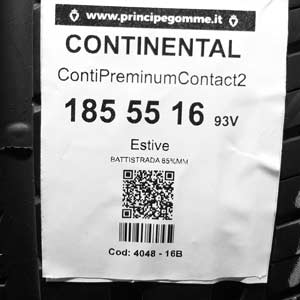 www.principegomme.it
CONTINENTAL
ContiPreminumContact2
185 55 16 93V
Estive
BATTISTRADA 85%MM
Cod: 4048 - 16B